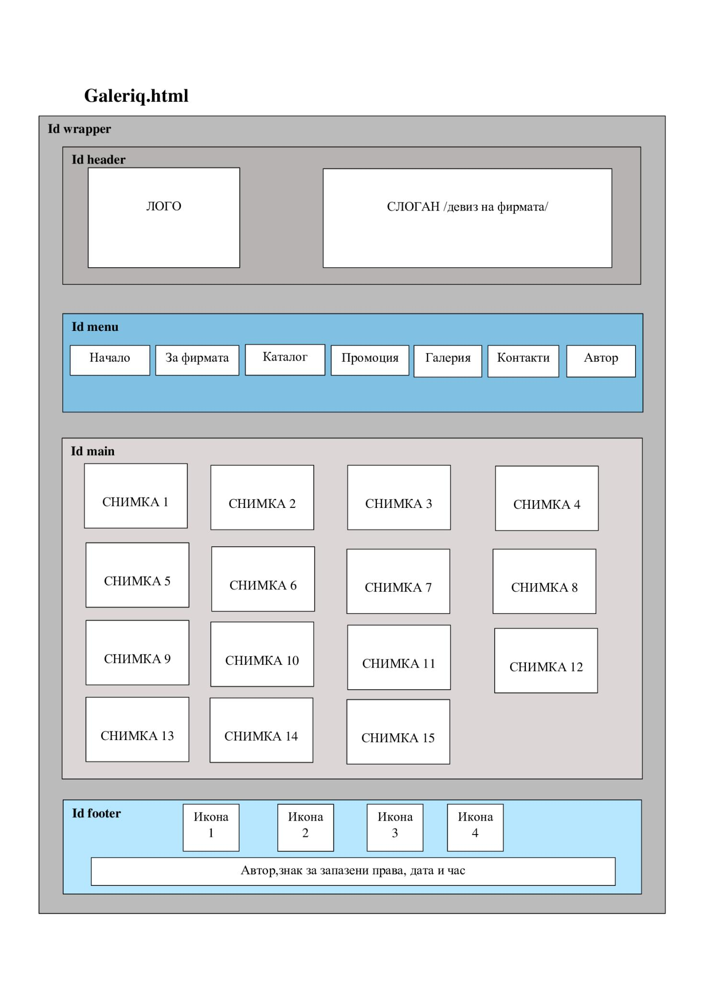 Galeriq.html
Id wrapper
Id header
ЛОГО
СЛОГАН /девиз на фирмата/
Id menu
Начало
За фирмата
Каталог
Промоция
Галерия
Контакти
Автор
Id main
СНИМКА 1
СНИМКА 2
СНИМКА 3
СНИМКА 4
СНИМКА 5
СНИМКА 6
СНИМКА 7
СНИМКА 8
СНИМКА 9
СНИМКА 10
СНИМКА 11
СНИМКА 12
СНИМКА 13
СНИМКА 14
СНИМКА 15
Id footer
Икона
1
Икона
2
Икона
3
Икона
4
Автор,знак за запазени права, дата и час